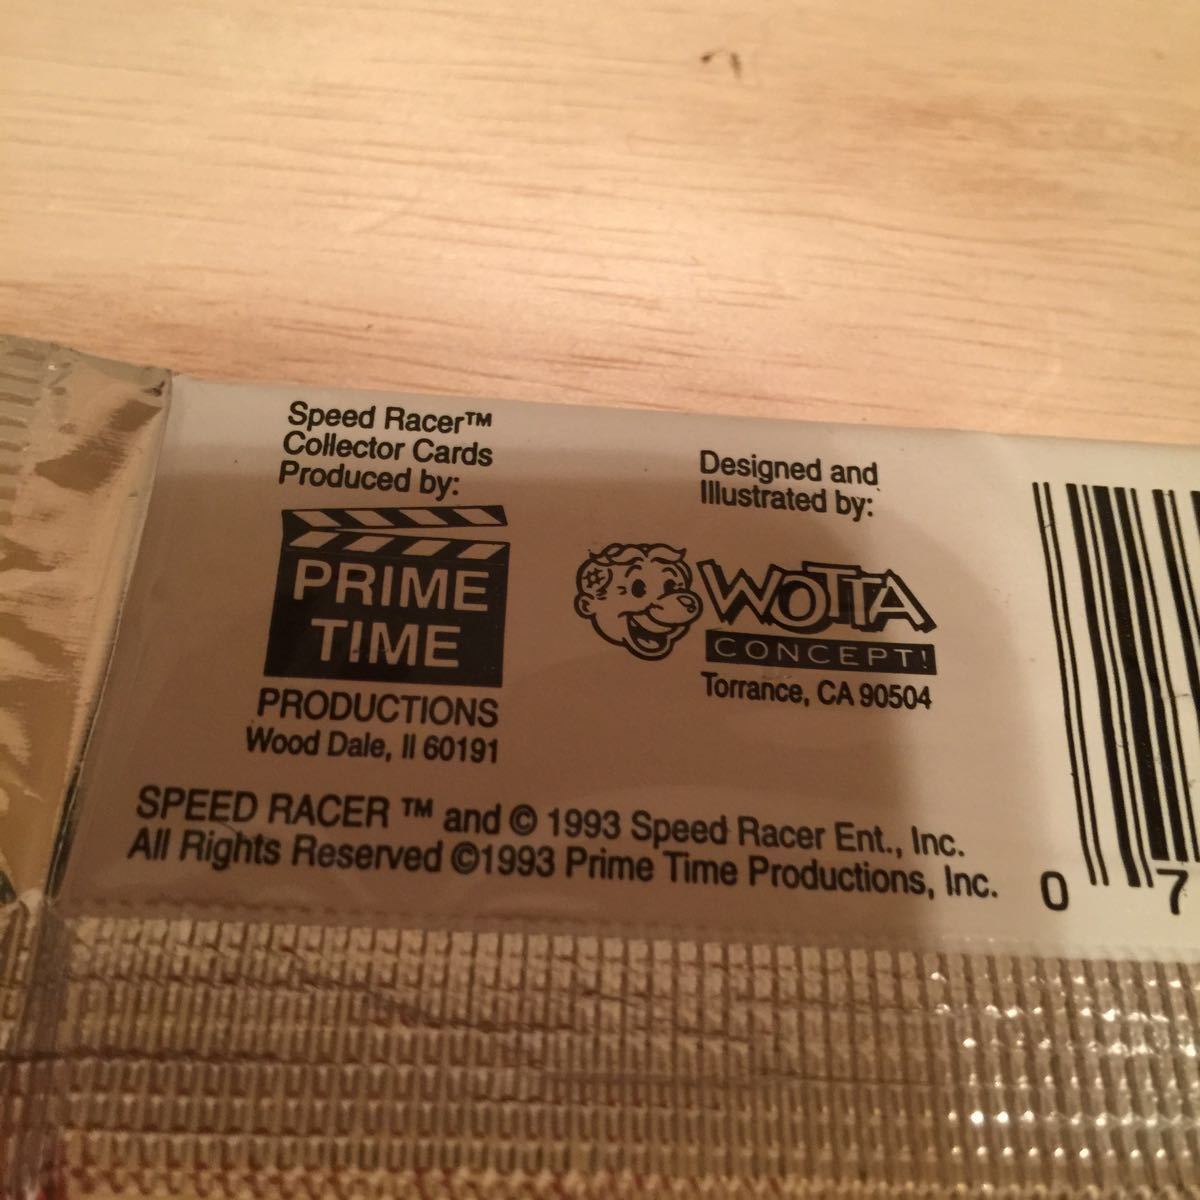 Speed Racer™
Collector Cards
Produced by:
PRIME
TIME
PRODUCTIONS
Wood Dale, Il 60191
Designed and
Illustrated by:
WOTTA
CONCEPT!
Torrance, CA 90504
SPEED RACER ™ and © 1993 Speed Racer Ent., Inc.
All Rights Reserved ©1993 Prime Time Productions, Inc.
0 7